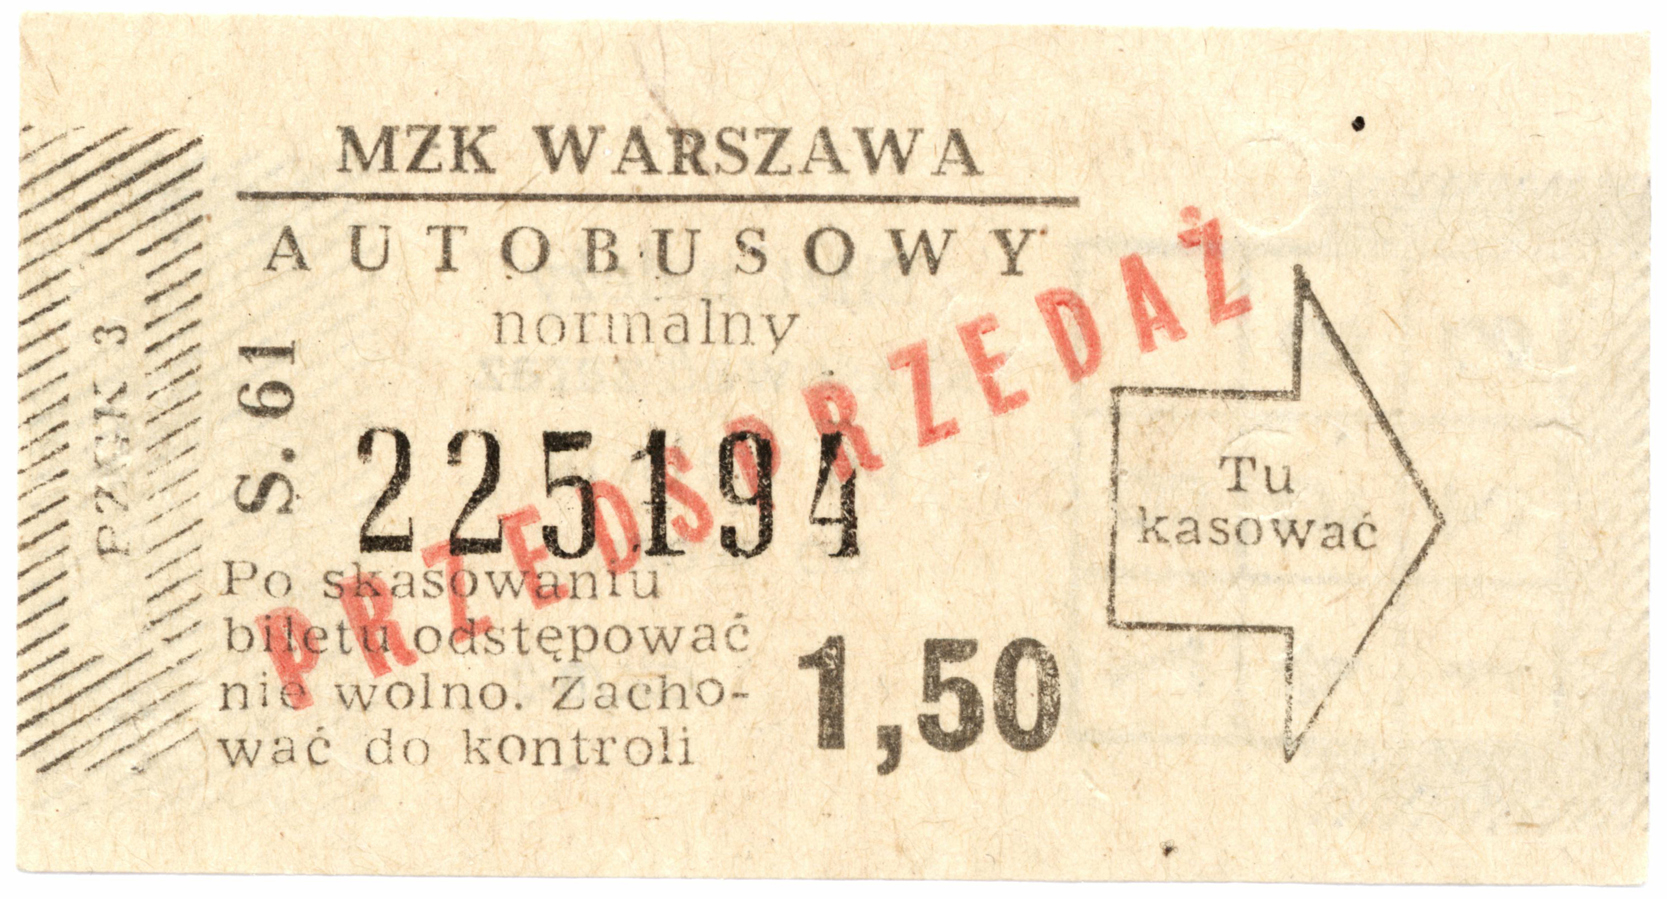 MZK WARSZAWA
AUTOBUSOWY
normalny
PZGK 3
S. 61
225194
PRZEDSPRZEDAŻ
Po skasowaniu
biletu odstępować
nie wolno. Zacho-
wać do kontroli
1,50
Tu
kasować